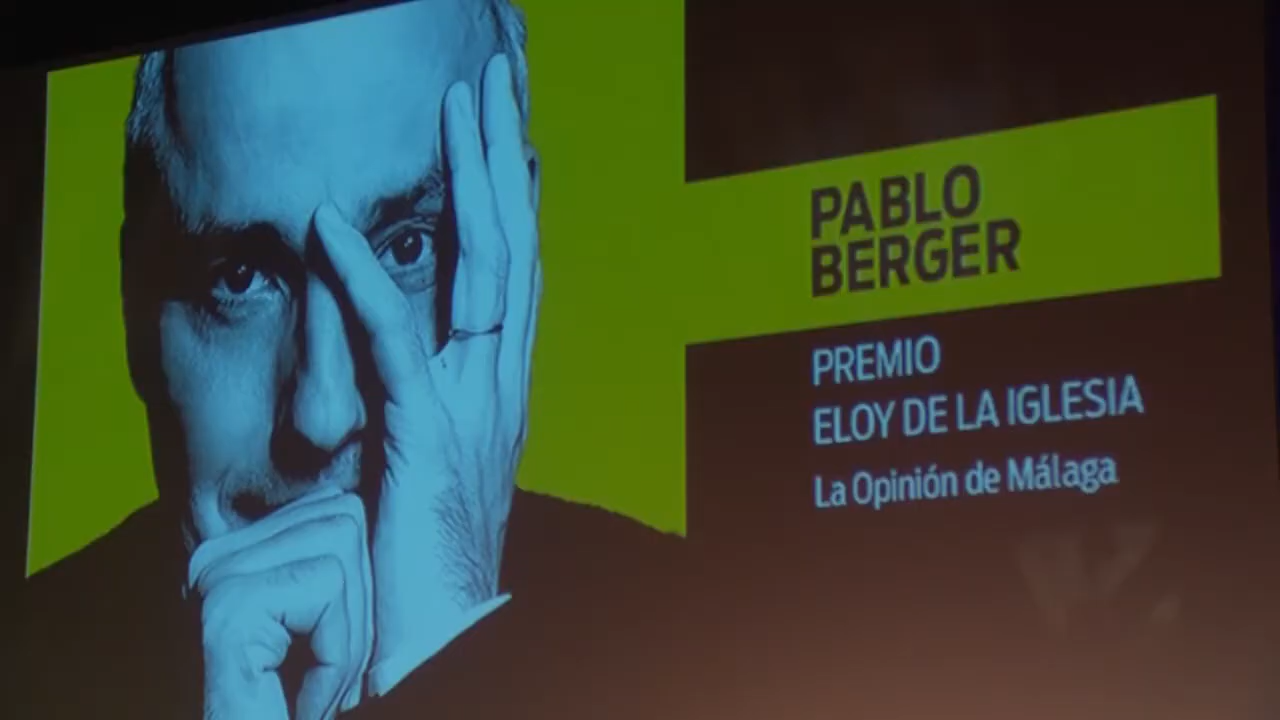 PABLO
BERGER
PREMIO
ELOY DE LA IGLESIA
La Opinión de Málaga